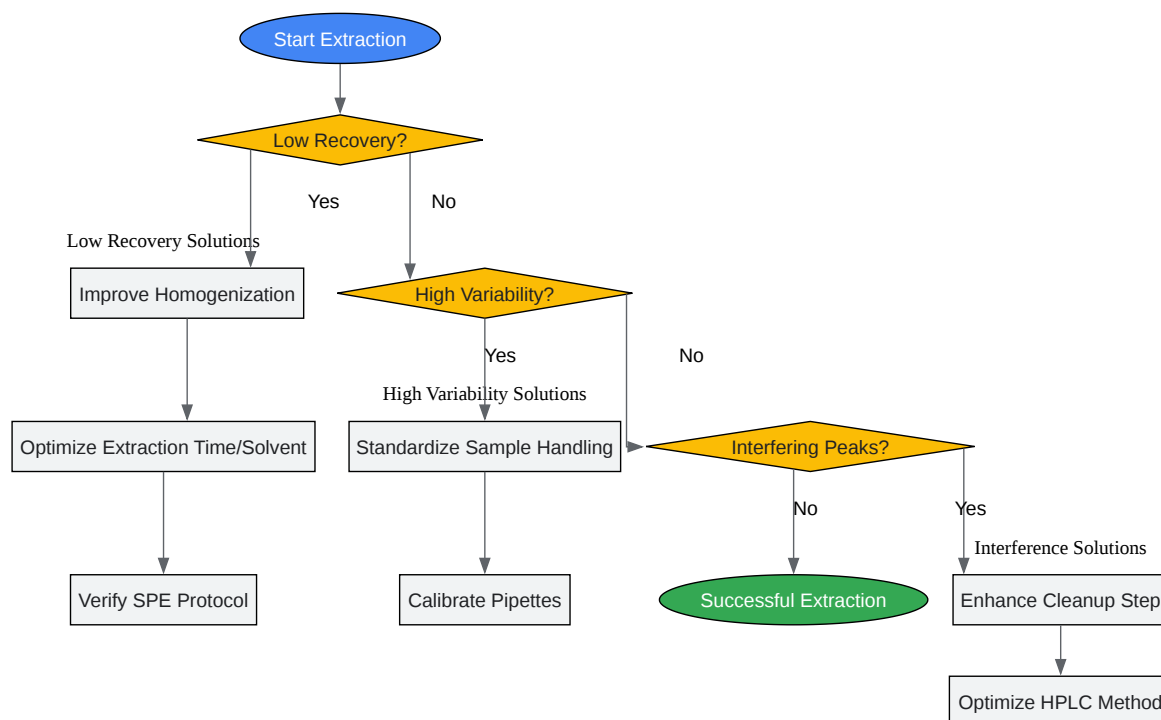 Start Extraction
Low Recovery?
Yes
No
Low Recovery Solutions
Improve Homogenization
High Variability?
Yes
No
High Variability Solutions
Optimize Extraction Time/Solvent
Standardize Sample Handling
Interfering Peaks?
No
Yes
Interference Solutions
Verify SPE Protocol
Calibrate Pipettes
Successful Extraction
Enhance Cleanup Step
Optimize HPLC Method